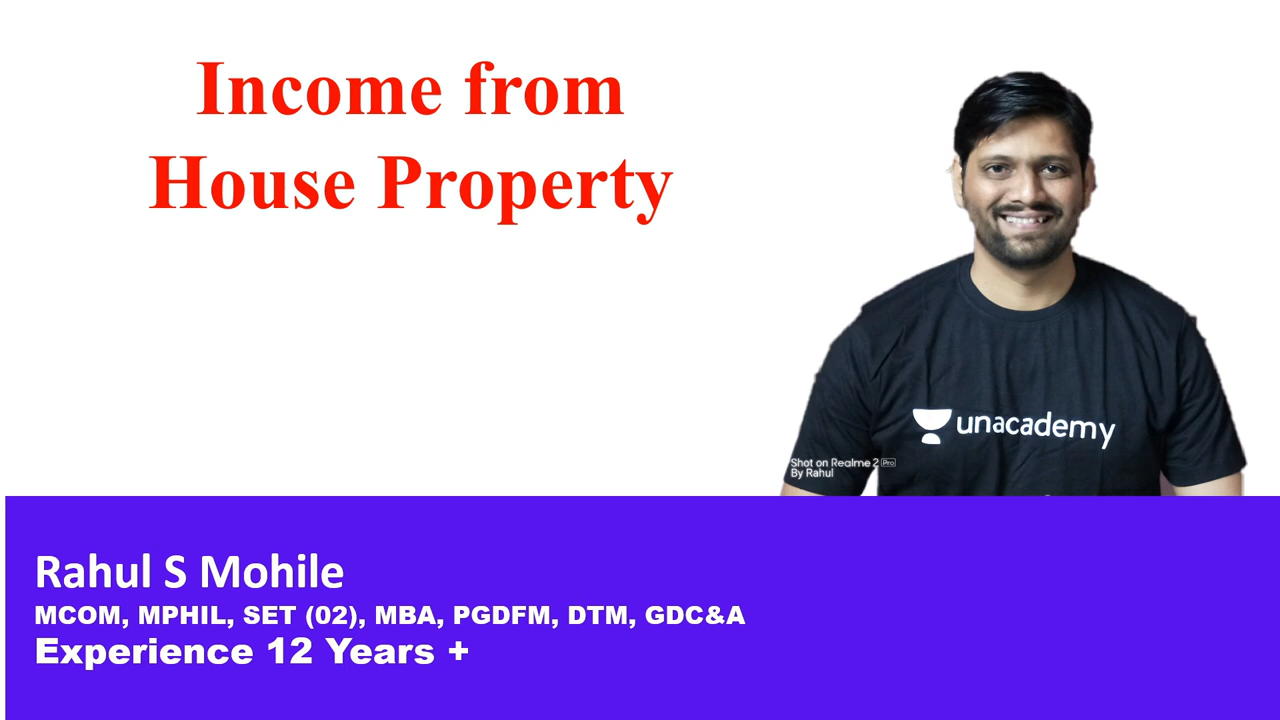 Income from
House Property
unacademy
Shot on Realme 2 Pro
By Rahul
Rahul S Mohile
MCOM, MPHIL, SET (02), MBA, PGDFM, DTM, GDC&A
Experience 12 Years +